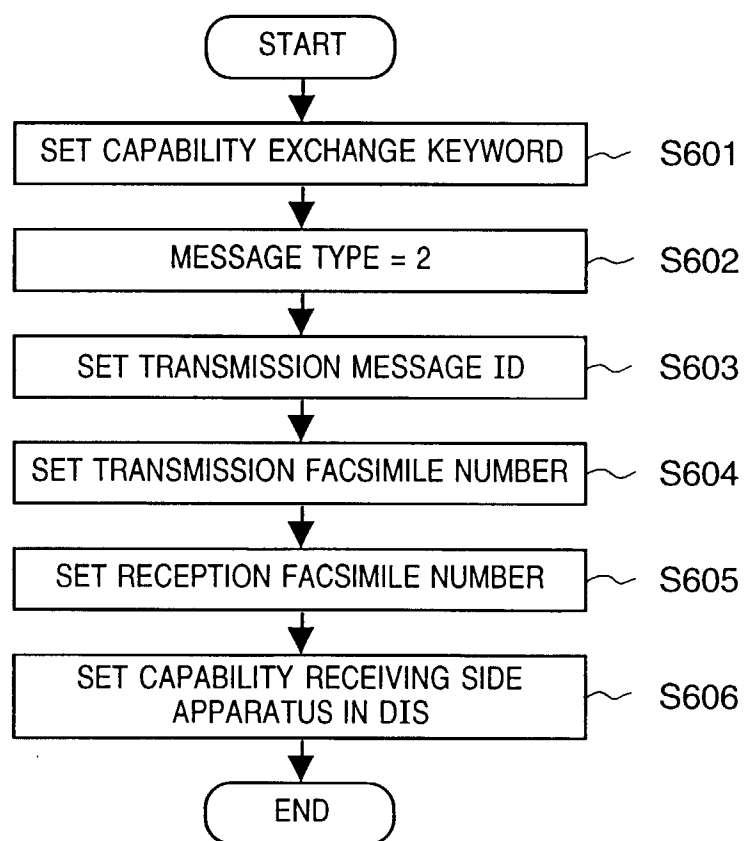 START
SET CAPABILITY EXCHANGE KEYWORD S601
MESSAGE TYPE = 2 S602
SET TRANSMISSION MESSAGE ID S603
SET TRANSMISSION FACSIMILE NUMBER S604
SET RECEPTION FACSIMILE NUMBER S605
SET CAPABILITY RECEIVING SIDE
APPARATUS IN DIS S606
END